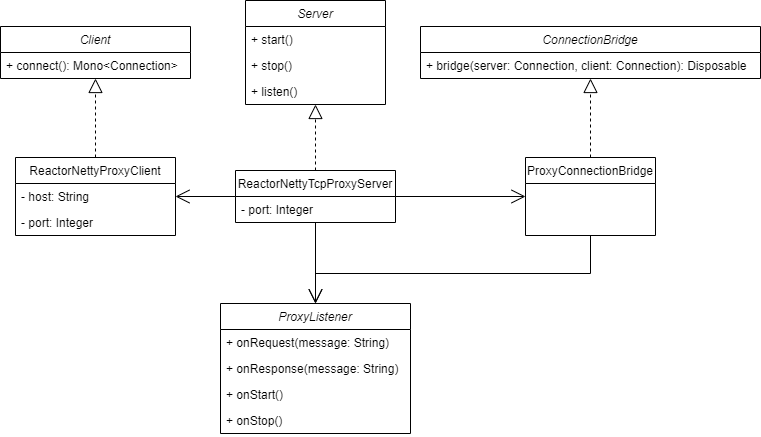 Client
+ connect(): Mono<Connection>
Server
+ start()
+ stop()
+ listen()
ConnectionBridge
+ bridge(server: Connection, client: Connection): Disposable
ReactorNettyProxyClient
- host: String
- port: Integer
ReactorNettyTcpProxyServer
- port: Integer
ProxyConnectionBridge
ProxyListener
+ onRequest(message: String)
+ onResponse(message: String)
+ onStart()
+ onStop()